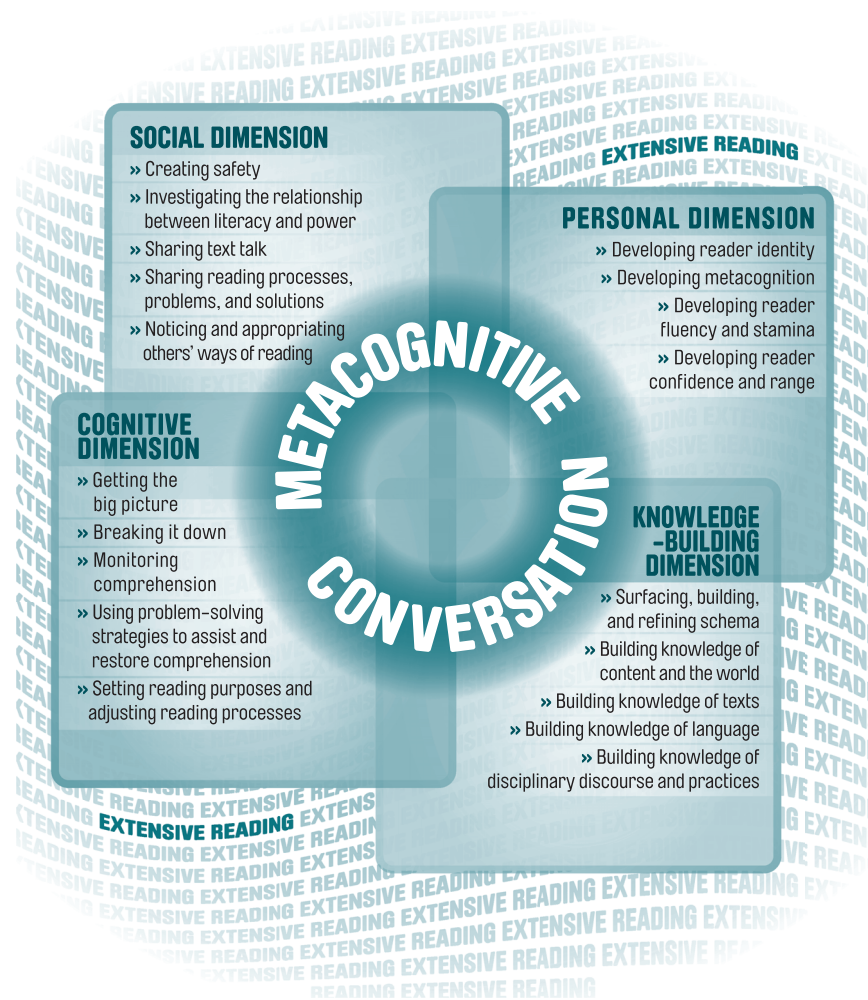 EXTENSIVE READING
SOCIAL DIMENSION
» Creating safety
» Investigating the relationship
between literacy and power
» Sharing text talk
» Sharing reading processes,
problems, and solutions
» Noticing and appropriating
others’ ways of reading
PERSONAL DIMENSION
» Developing reader identity
» Developing metacognition
» Developing reader
fluency and stamina
» Developing reader
confidence and range
METACOGNITIVE
CONVERSATION
COGNITIVE
DIMENSION
» Getting the
big picture
» Breaking it down
» Monitoring
comprehension
» Using problem-solving
strategies to assist and
restore comprehension
» Setting reading purposes and
adjusting reading processes
KNOWLEDGE
-BUILDING
DIMENSION
» Surfacing, building,
and refining schema
» Building knowledge of
content and the world
» Building knowledge of texts
» Building knowledge of language
» Building knowledge of
disciplinary discourse and practices
EXTENSIVE READING